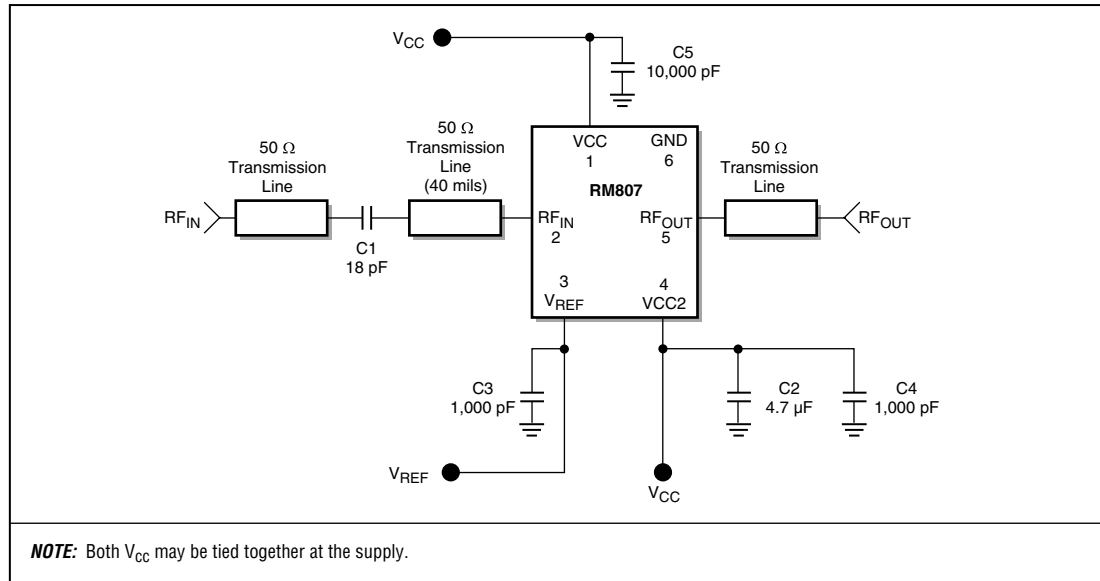 V_CC
C5
10,000 pF
50 Ω
Transmission
Line
C1
18 pF
50 Ω
Transmission
Line
(40 mils)
VCC
1
GND
6
RM807
50 Ω
Transmission
Line
RF_IN
RF_IN
2
RF_OUT
5
RF_OUT
3
V_REF
4
VCC2
C3
1,000 pF
C2
4.7 µF
C4
1,000 pF
V_REF
V_CC
NOTE: Both V_CC may be tied together at the supply.